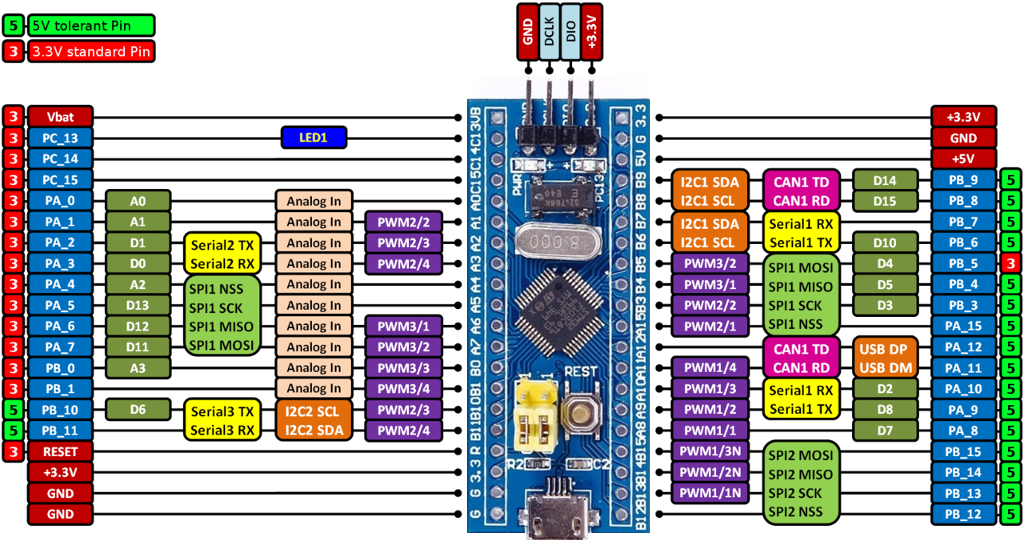 5 5V tolerant Pin
3 3.3V standard Pin
GND DCLK DIO +3.3V
3 Vbat
3 PC_13 LED1
3 PC_14
3 PC_15
3 PA_0 A0 Analog In
3 PA_1 A1 Analog In PWM2/2
3 PA_2 D1 Serial2 TX Analog In PWM2/3
3 PA_3 D0 Serial2 RX Analog In PWM2/4
3 PA_4 A2 SPI1 NSS Analog In
3 PA_5 D13 SPI1 SCK Analog In
3 PA_6 D12 SPI1 MISO Analog In PWM3/1
3 PA_7 D11 SPI1 MOSI Analog In PWM3/2
3 PB_0 A3 Analog In PWM3/3
3 PB_1 Analog In PWM3/4
5 PB_10 D6 Serial3 TX I2C2 SCL PWM2/3
5 PB_11 Serial3 RX I2C2 SDA PWM2/4
3 RESET
+3.3V
GND
GND
VB
C13
C14
C15
A0
A1
A2
A3
A4
A5
A6
A7
B0
B1
B10
B11
R
3.3
G
G
PWR + + PC13
32.768K
E E40
8.000
REST
1 1
R2 C2
3.3
G
5V
B9
B8
B7
B6
B5
B4
B3
A15
A12
A11
A10
A9
A8
B15
B14
B13
B12
+3.3V
GND
+5V
I2C1 SDA CAN1 TD D14 PB_9 5
I2C1 SCL CAN1 RD D15 PB_8 5
I2C1 SDA Serial1 RX PB_7 5
I2C1 SCL Serial1 TX D10 PB_6 5
PWM3/2 SPI1 MOSI D4 PB_5 3
PWM3/1 SPI1 MISO D5 PB_4 5
PWM2/2 SPI1 SCK D3 PB_3 5
PWM2/1 SPI1 NSS PA_15 5
CAN1 TD USB DP PA_12 5
PWM1/4 CAN1 RD USB DM PA_11 5
PWM1/3 Serial1 RX D2 PA_10 5
PWM1/2 Serial1 TX D8 PA_9 5
PWM1/1 D7 PA_8 5
PWM1/3N SPI2 MOSI PB_15 5
PWM1/2N SPI2 MISO PB_14 5
PWM1/1N SPI2 SCK PB_13 5
SPI2 NSS PB_12 5